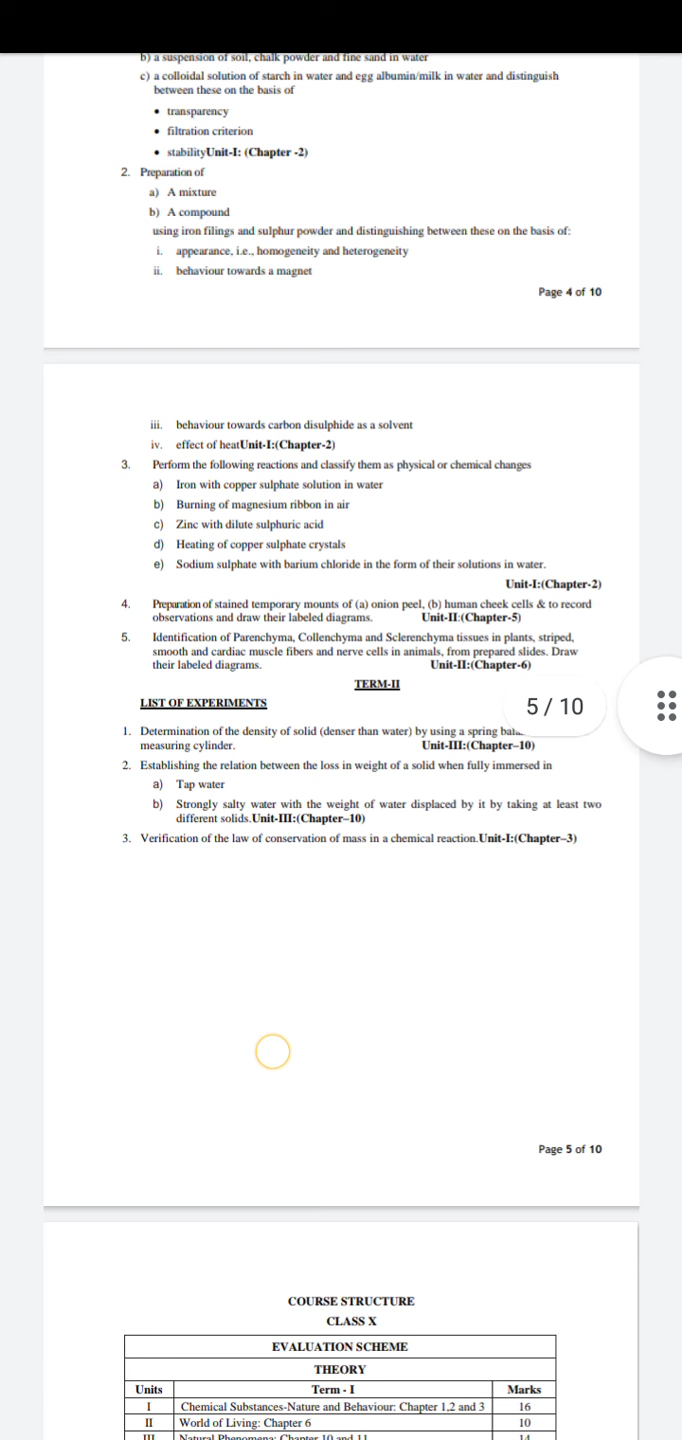 b) a suspension of soil, chalk powder and fine sand in water
c) a colloidal solution of starch in water and egg albumin/milk in water and distinguish
between these on the basis of
• transparency
• filtration criterion
• stabilityUnit-I: (Chapter -2)
2. Preparation of
a) A mixture
b) A compound
using iron filings and sulphur powder and distinguishing between these on the basis of:
i. appearance, i.e., homogeneity and heterogeneity
ii. behaviour towards a magnet
Page 4 of 10
iii. behaviour towards carbon disulphide as a solvent
iv. effect of heatUnit-I:(Chapter-2)
3. Perform the following reactions and classify them as physical or chemical changes
a) Iron with copper sulphate solution in water
b) Burning of magnesium ribbon in air
c) Zinc with dilute sulphuric acid
d) Heating of copper sulphate crystals
e) Sodium sulphate with barium chloride in the form of their solutions in water.
Unit-I:(Chapter-2)
4. Preparation of stained temporary mounts of (a) onion peel, (b) human cheek cells & to record
observations and draw their labeled diagrams. Unit-II:(Chapter-5)
5. Identification of Parenchyma, Collenchyma and Sclerenchyma tissues in plants, striped,
smooth and cardiac muscle fibers and nerve cells in animals, from prepared slides. Draw
their labeled diagrams. Unit-II:(Chapter-6)
TERM-II
LIST OF EXPERIMENTS
5 / 10
1. Determination of the density of solid (denser than water) by using a spring
measuring cylinder. Unit-III:(Chapter–10)
2. Establishing the relation between the loss in weight of a solid when fully immersed in
a) Tap water
b) Strongly salty water with the weight of water displaced by it by taking at least two
different solids.Unit-III:(Chapter–10)
3. Verification of the law of conservation of mass in a chemical reaction.Unit-I:(Chapter–3)
Page 5 of 10
COURSE STRUCTURE
CLASS X
EVALUATION SCHEME
THEORY
Units Term - I Marks
I Chemical Substances-Nature and Behaviour: Chapter 1,2 and 3 16
II World of Living: Chapter 6 10
III Natural Phenomena: Chapter 10 and 11 14